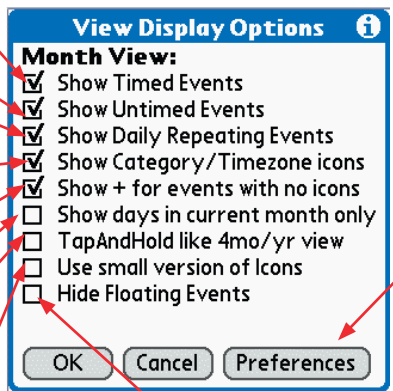 View Display Options i
Month View:
Show Timed Events
Show Untimed Events
Show Daily Repeating Events
Show Category/Timezone icons
Show + for events with no icons
Show days in current month only
TapAndHold like 4mo/yr view
Use small version of Icons
Hide Floating Events
OK Cancel Preferences